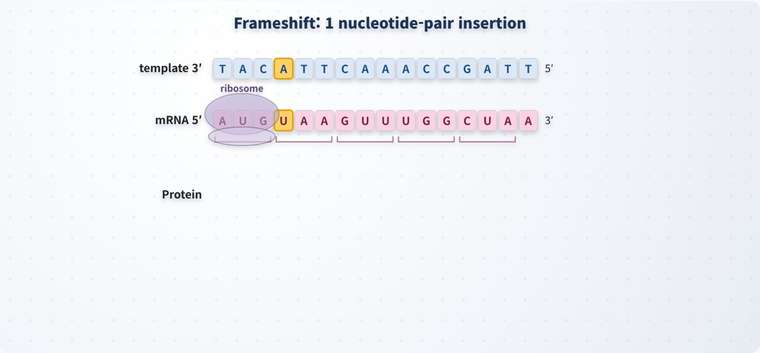 Frameshift: 1 nucleotide-pair insertion
template 3′ T A C A T T C A A A C C G A T T 5′
ribosome
mRNA 5′ A U G U A A G U U U G G C U A A 3′
Protein